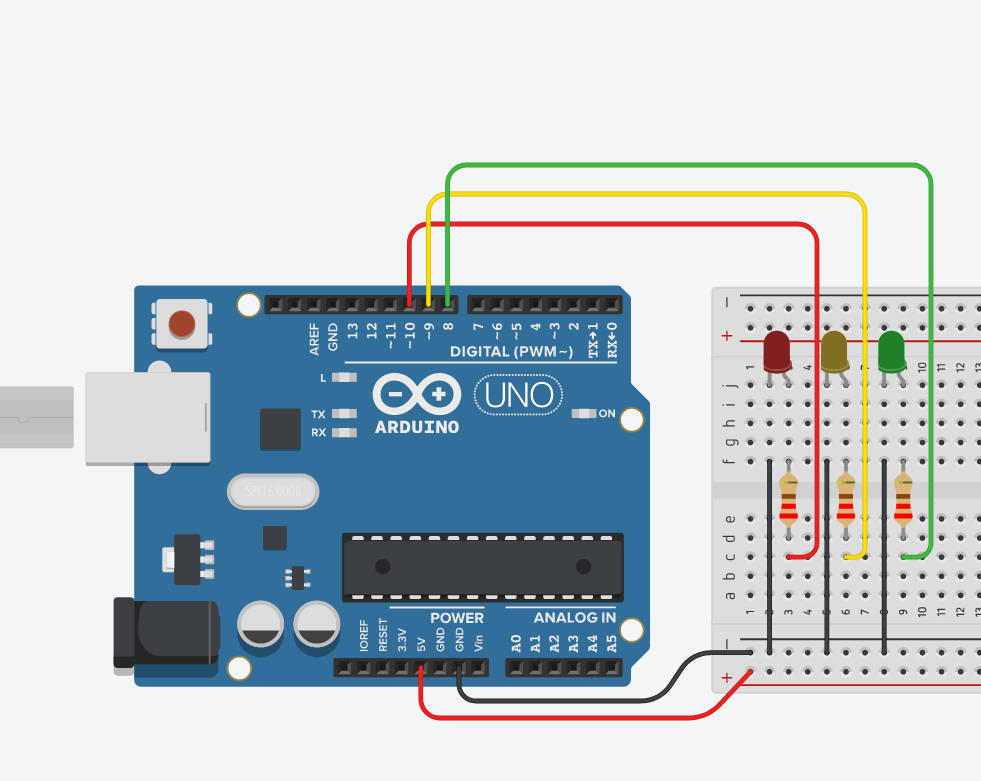 AREF
GND
13
12
~11
~10
~9
8
7
~6
~5
4
~3
2
TX→1
RX←0
DIGITAL (PWM~)
L
TX
RX
UNO
ARDUINO
ON
SPK16.000G
IOREF
RESET
3.3V
5V
GND
GND
Vin
POWER
ANALOG IN
A0
A1
A2
A3
A4
A5
−
+
1 4 7 9 10 11 12 13
j
i
h
g
f
e
d
c
b
a
1 2 3 4 5 6 7 8 9 10 11 12 13
−
+